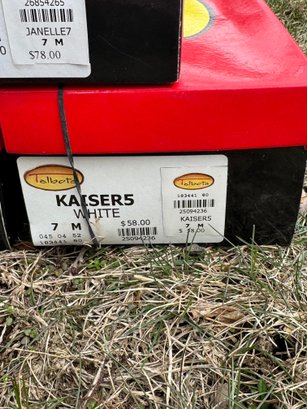 26854265
JANELLE7
7 M
$78.00
Talbots
KAISER5
WHITE
7 M
$58.00
045 04 52
103441 80
25094236
Talbots
103441 80
25094236
KAISER5
7 M
$ 58.00